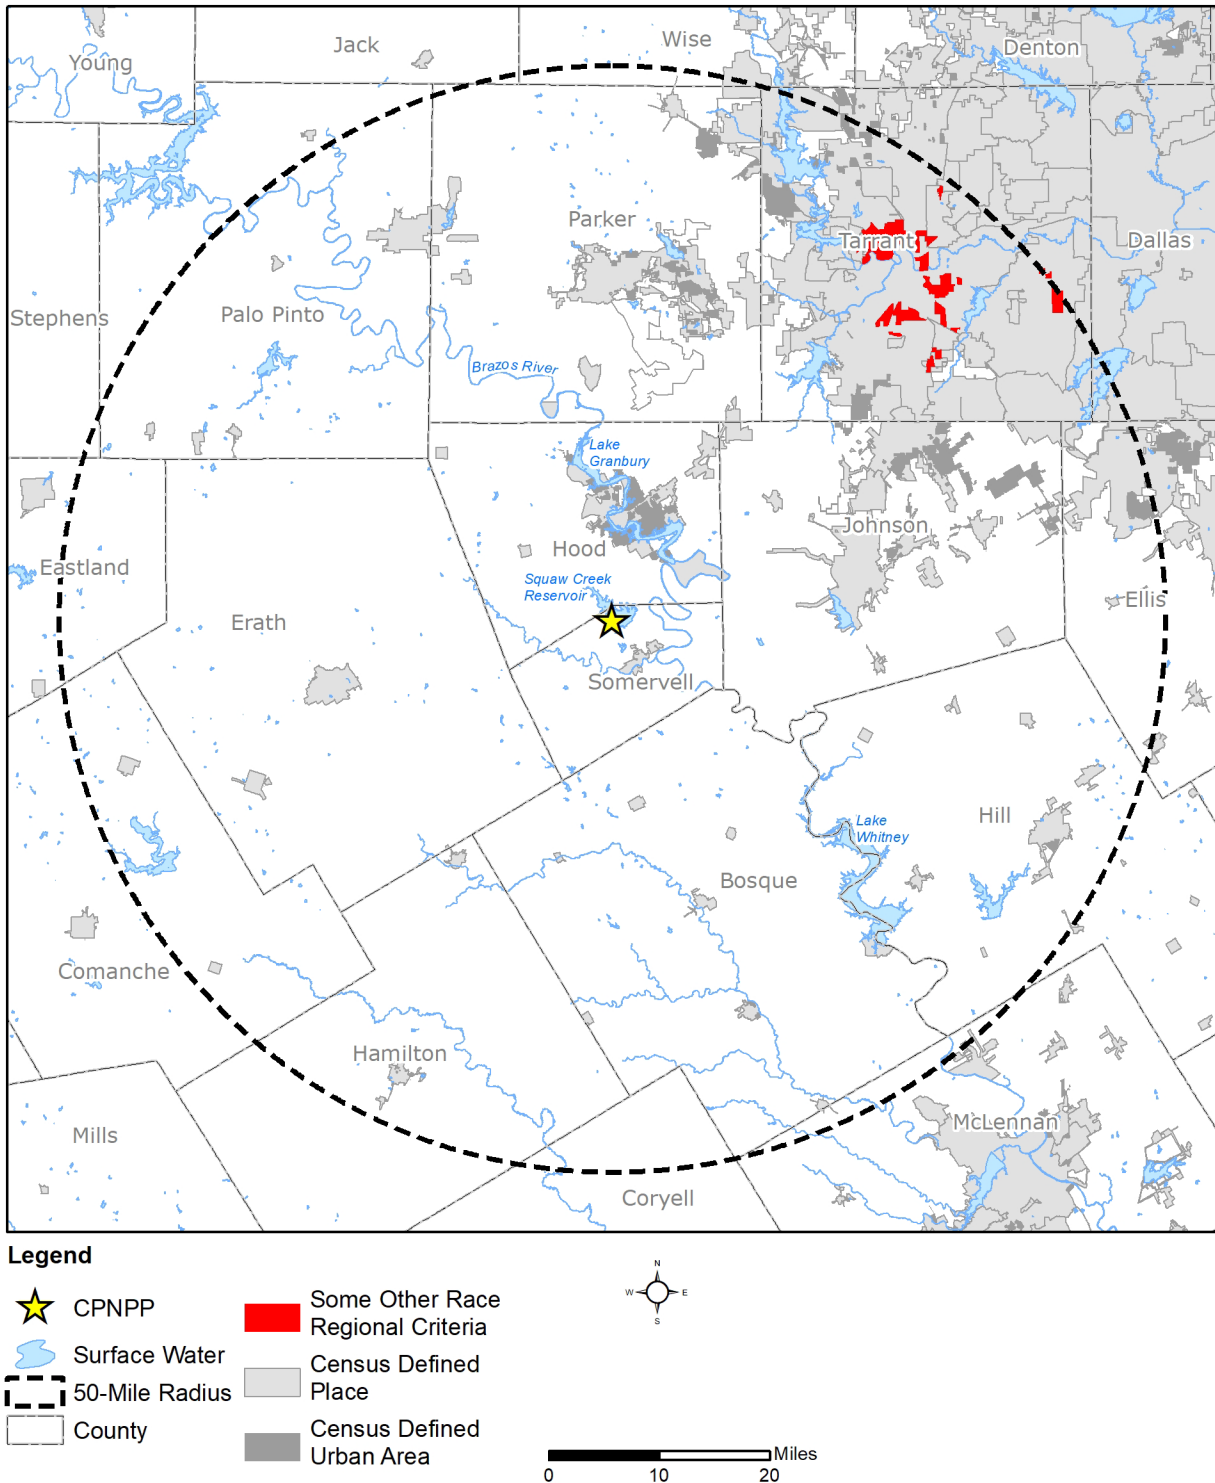 Jack
Wise
Denton
Young
Parker
Tarrant
Dallas
Stephens
Palo Pinto
Brazos River
Lake
Granbury
Johnson
Hood
Eastland
Squaw Creek
Reservoir
Ellis
Erath
Somervell
Hill
Lake
Whitney
Bosque
Comanche
Hamilton
McLennan
Mills
Coryell
Legend
CPNPP
Surface Water
50-Mile Radius
County
Some Other Race
Regional Criteria
Census Defined
Place
Census Defined
Urban Area
N
W E
S
Miles
0 10 20